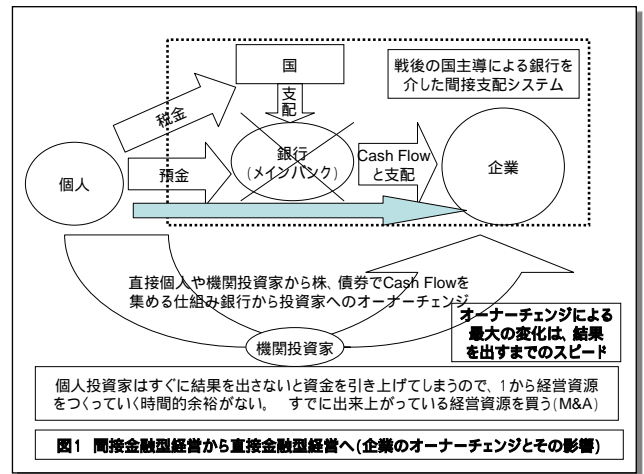 国
戦後の国主導による銀行を
介した間接支配システム
支
配
税金
銀行
(メインバンク)
Cash Flow
と支配
企業
個人
預金
直接個人や機関投資家から株、債券でCash Flowを
集める仕組み銀行から投資家へのオーナーチェンジ
オーナーチェンジによる
最大の変化は、結果
を出すまでのスピード
機関投資家
個人投資家はすぐに結果を出さないと資金を引き上げてしまうので、1から経営資源
をつくっていく時間的余裕がない。 すでに出来上がっている経営資源を買う(M&A)
図1 間接金融型経営から直接金融型経営へ(企業のオーナーチェンジとその影響)